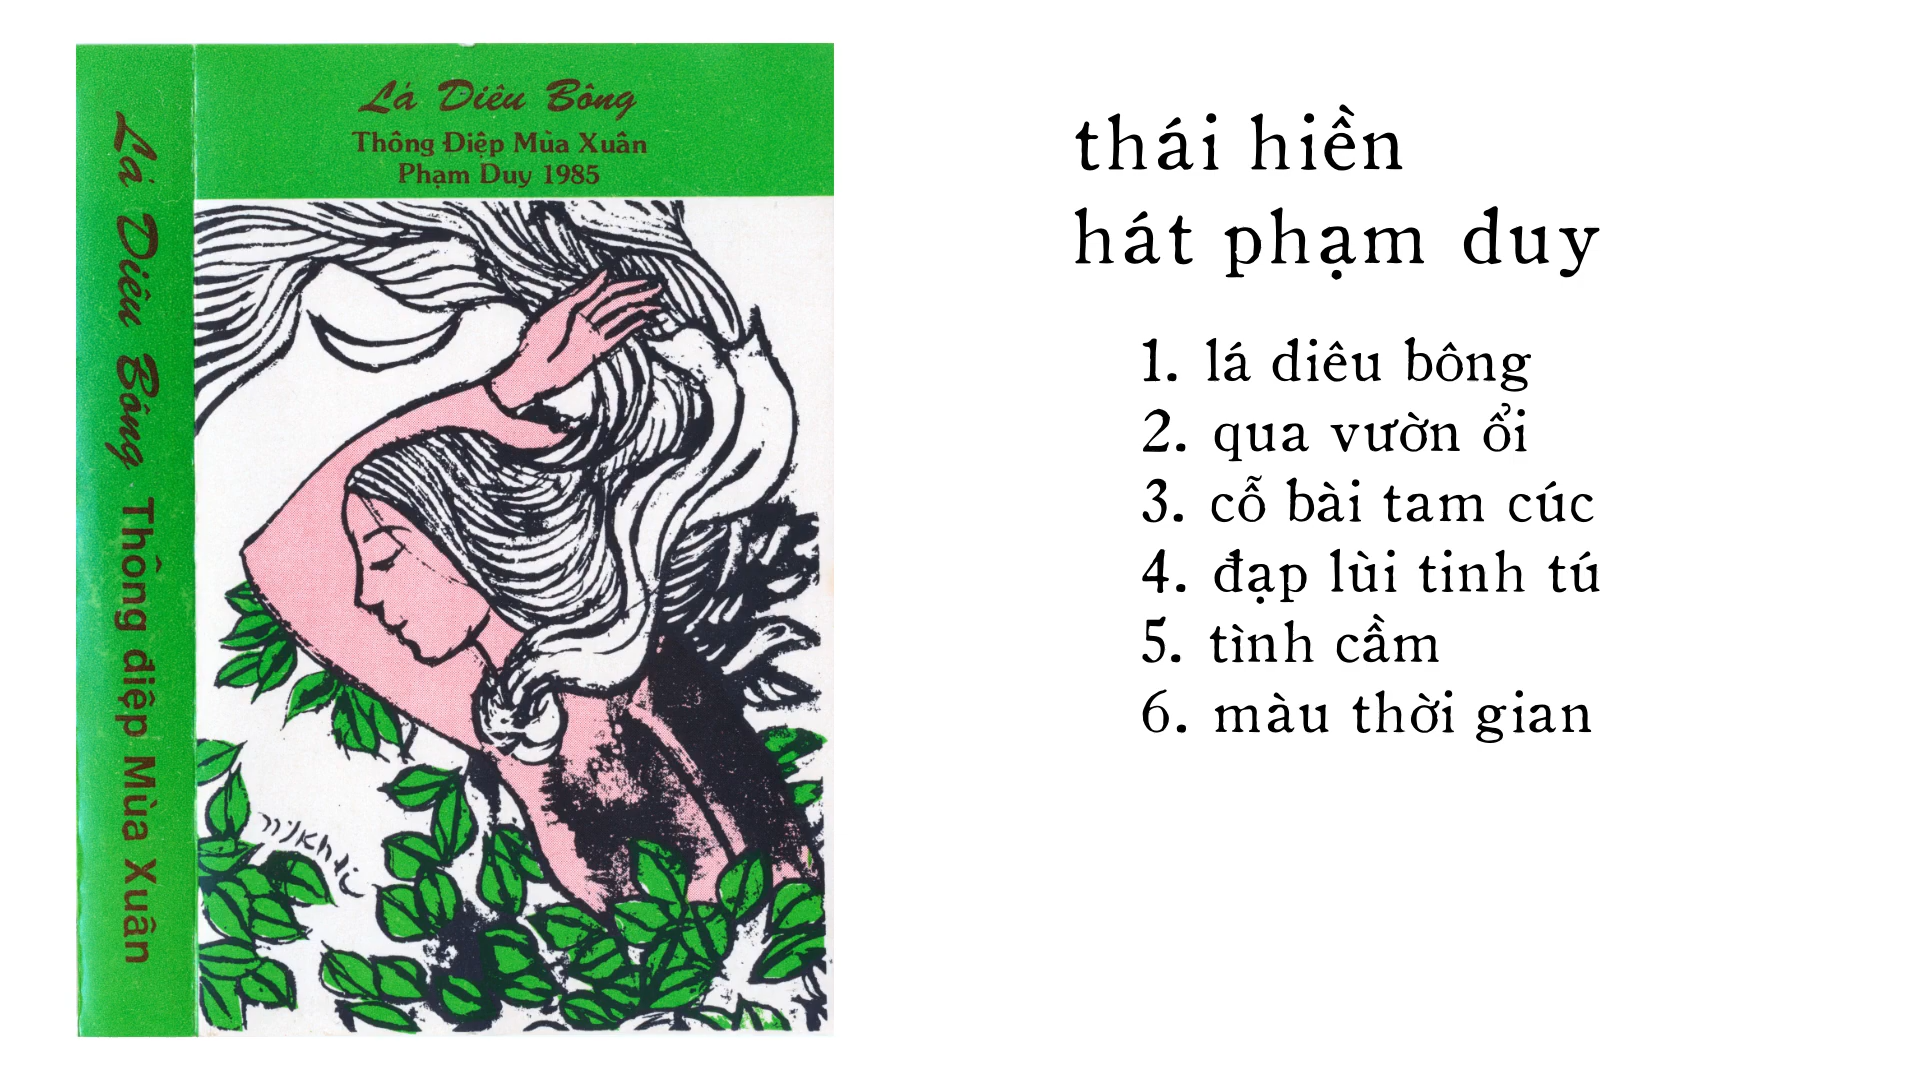 Lá Diêu Bông Thông điệp Mùa Xuân
Lá Diêu Bông
Thông Điệp Mùa Xuân
Phạm Duy 1985
thái hiền
hát phạm duy
1. lá diêu bông
2. qua vườn ổi
3. cỗ bài tam cúc
4. đạp lùi tinh tú
5. tình cầm
6. màu thời gian